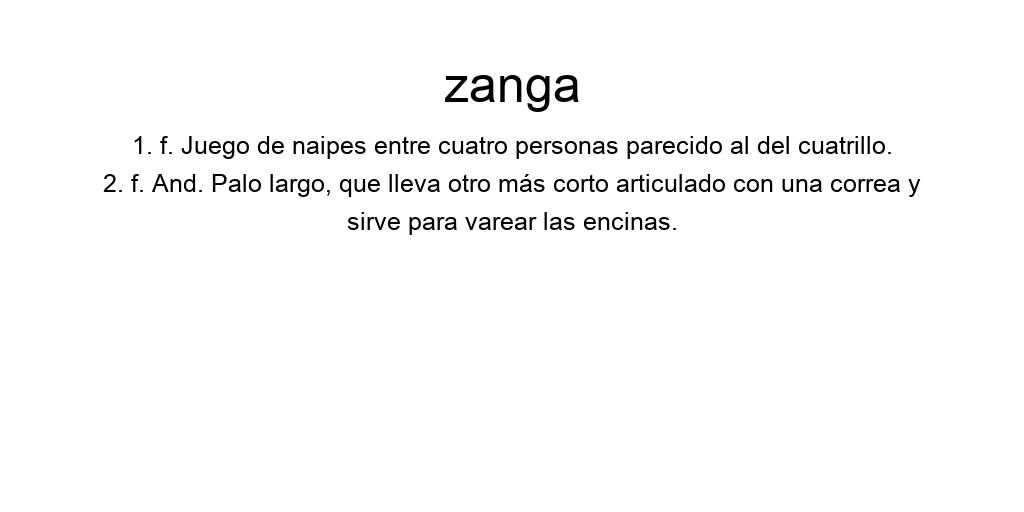 zanga
1. f. Juego de naipes entre cuatro personas parecido al del cuatrillo.
2. f. And. Palo largo, que lleva otro más corto articulado con una correa y
sirve para varear las encinas.